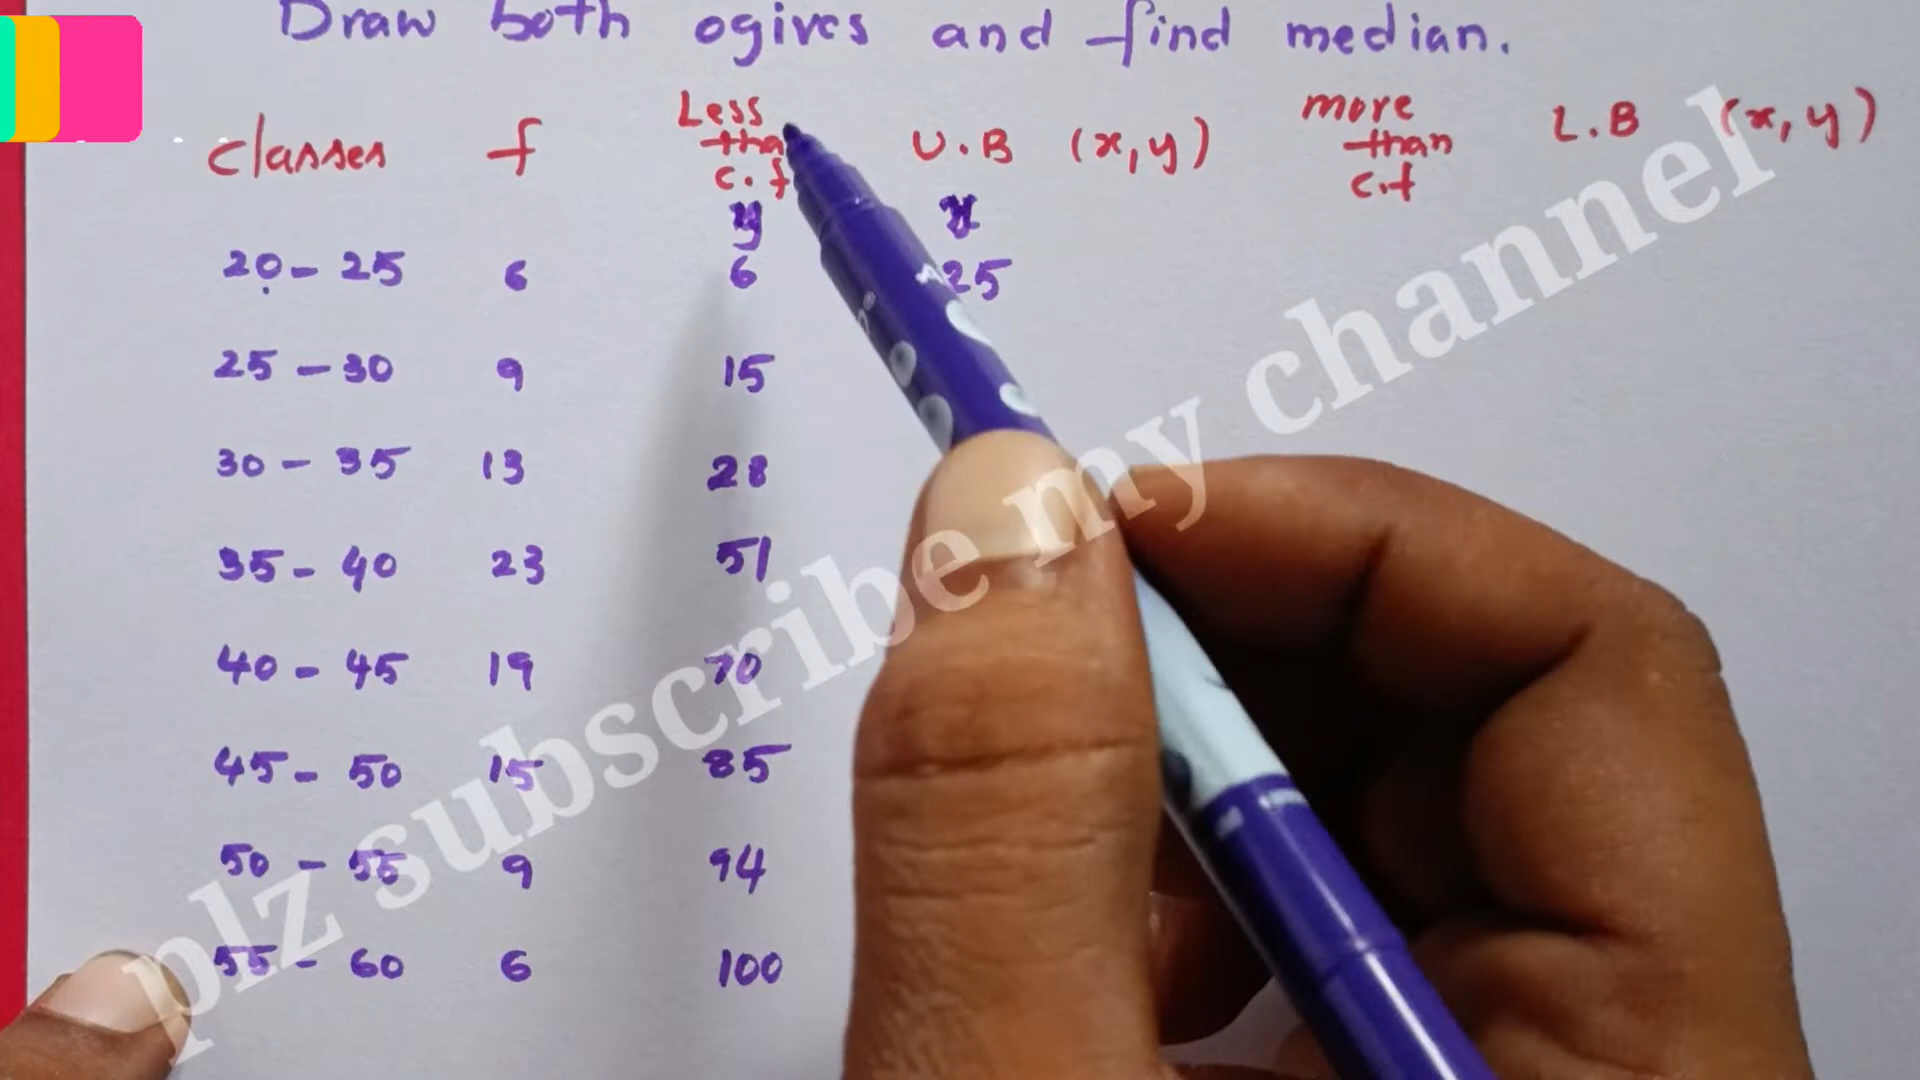 Draw both ogives and find median.
classes f Less than c.f U.B (x,y) more than c.f L.B (x,y)
y x
20 - 25 6 6 25
25 - 30 9 15
30 - 35 13 28
35 - 40 23 51
40 - 45 19 70
45 - 50 15 85
50 - 55 9 94
55 - 60 6 100
plz subscribe my channel